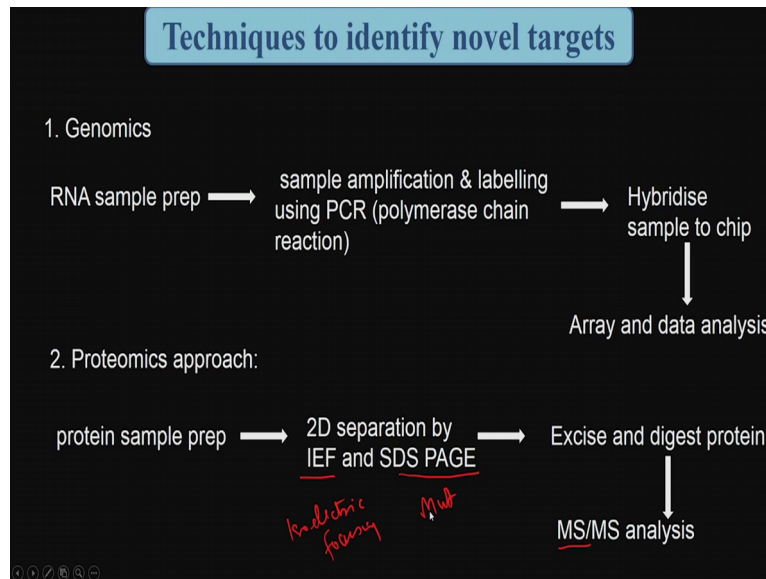 Techniques to identify novel targets
1. Genomics
RNA sample prep
sample amplification & labelling
using PCR (polymerase chain
reaction)
Hybridise
sample to chip
Array and data analysis
2. Proteomics approach:
protein sample prep
2D separation by
IEF and SDS PAGE
Excise and digest protein
MS/MS analysis
Isoelectric
focusing